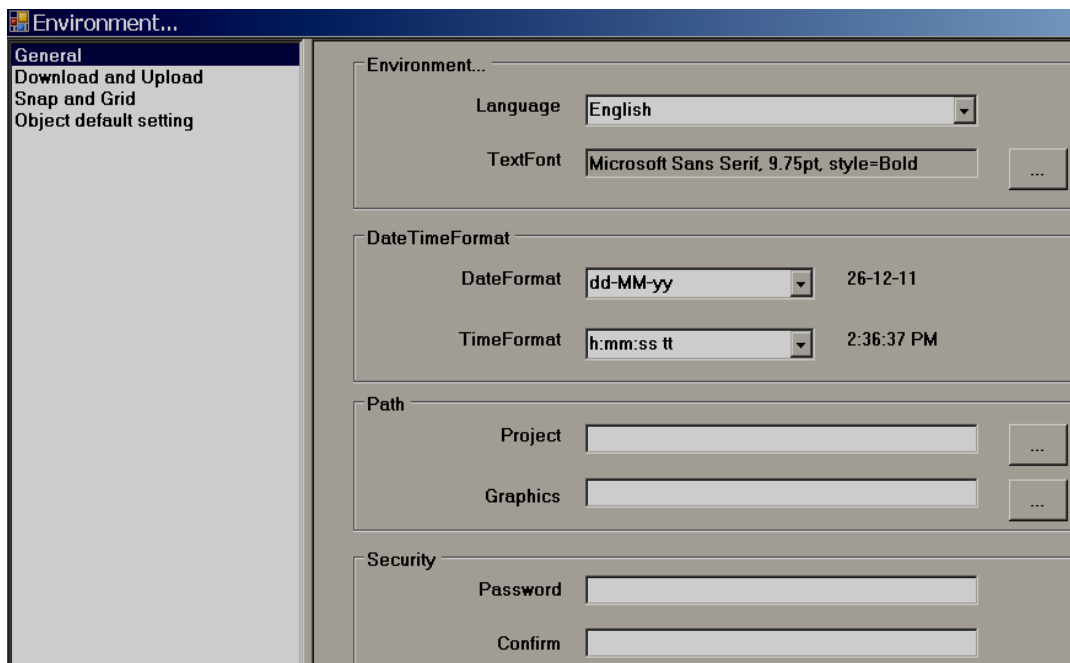 Environment...
General
Download and Upload
Snap and Grid
Object default setting
Environment...
Language English
TextFont Microsoft Sans Serif, 9.75pt, style=Bold ...
DateTimeFormat
DateFormat dd-MM-yy 26-12-11
TimeFormat h:mm:ss tt 2:36:37 PM
Path
Project ...
Graphics ...
Security
Password
Confirm